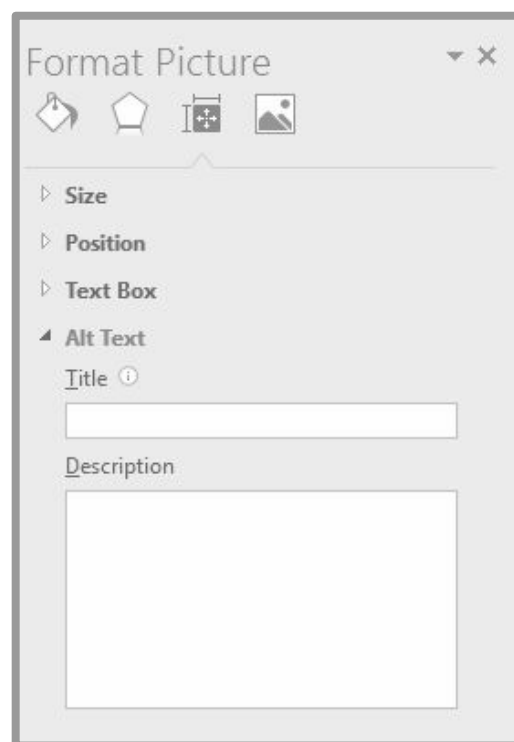 Format Picture
Size
Position
Text Box
Alt Text
Title
Description